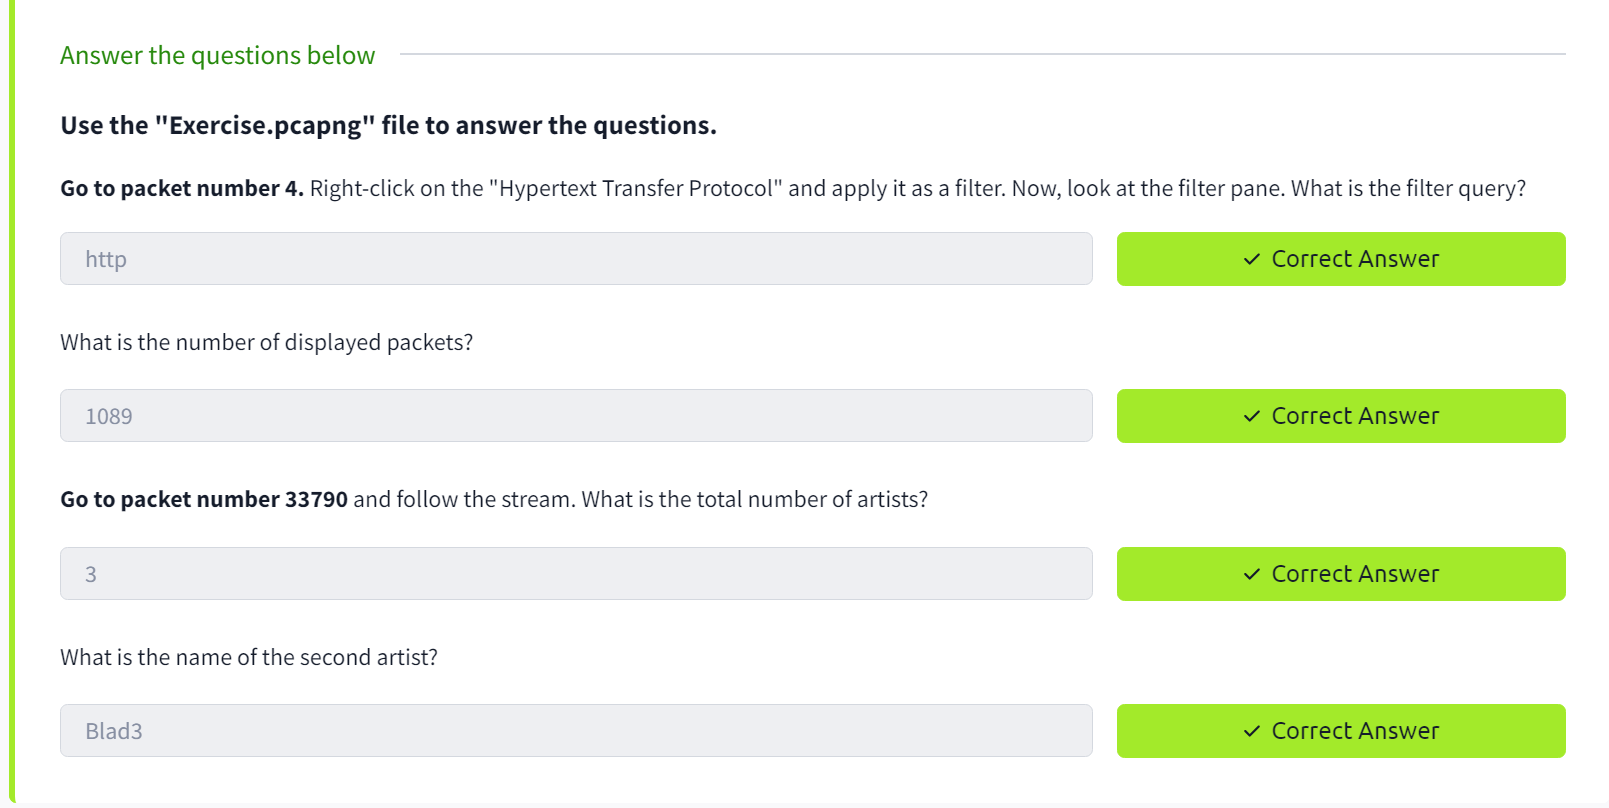 Answer the questions below
Use the "Exercise.pcapng" file to answer the questions.
Go to packet number 4. Right-click on the "Hypertext Transfer Protocol" and apply it as a filter. Now, look at the filter pane. What is the filter query?
http
✓ Correct Answer
What is the number of displayed packets?
1089
✓ Correct Answer
Go to packet number 33790 and follow the stream. What is the total number of artists?
3
✓ Correct Answer
What is the name of the second artist?
Blad3
✓ Correct Answer